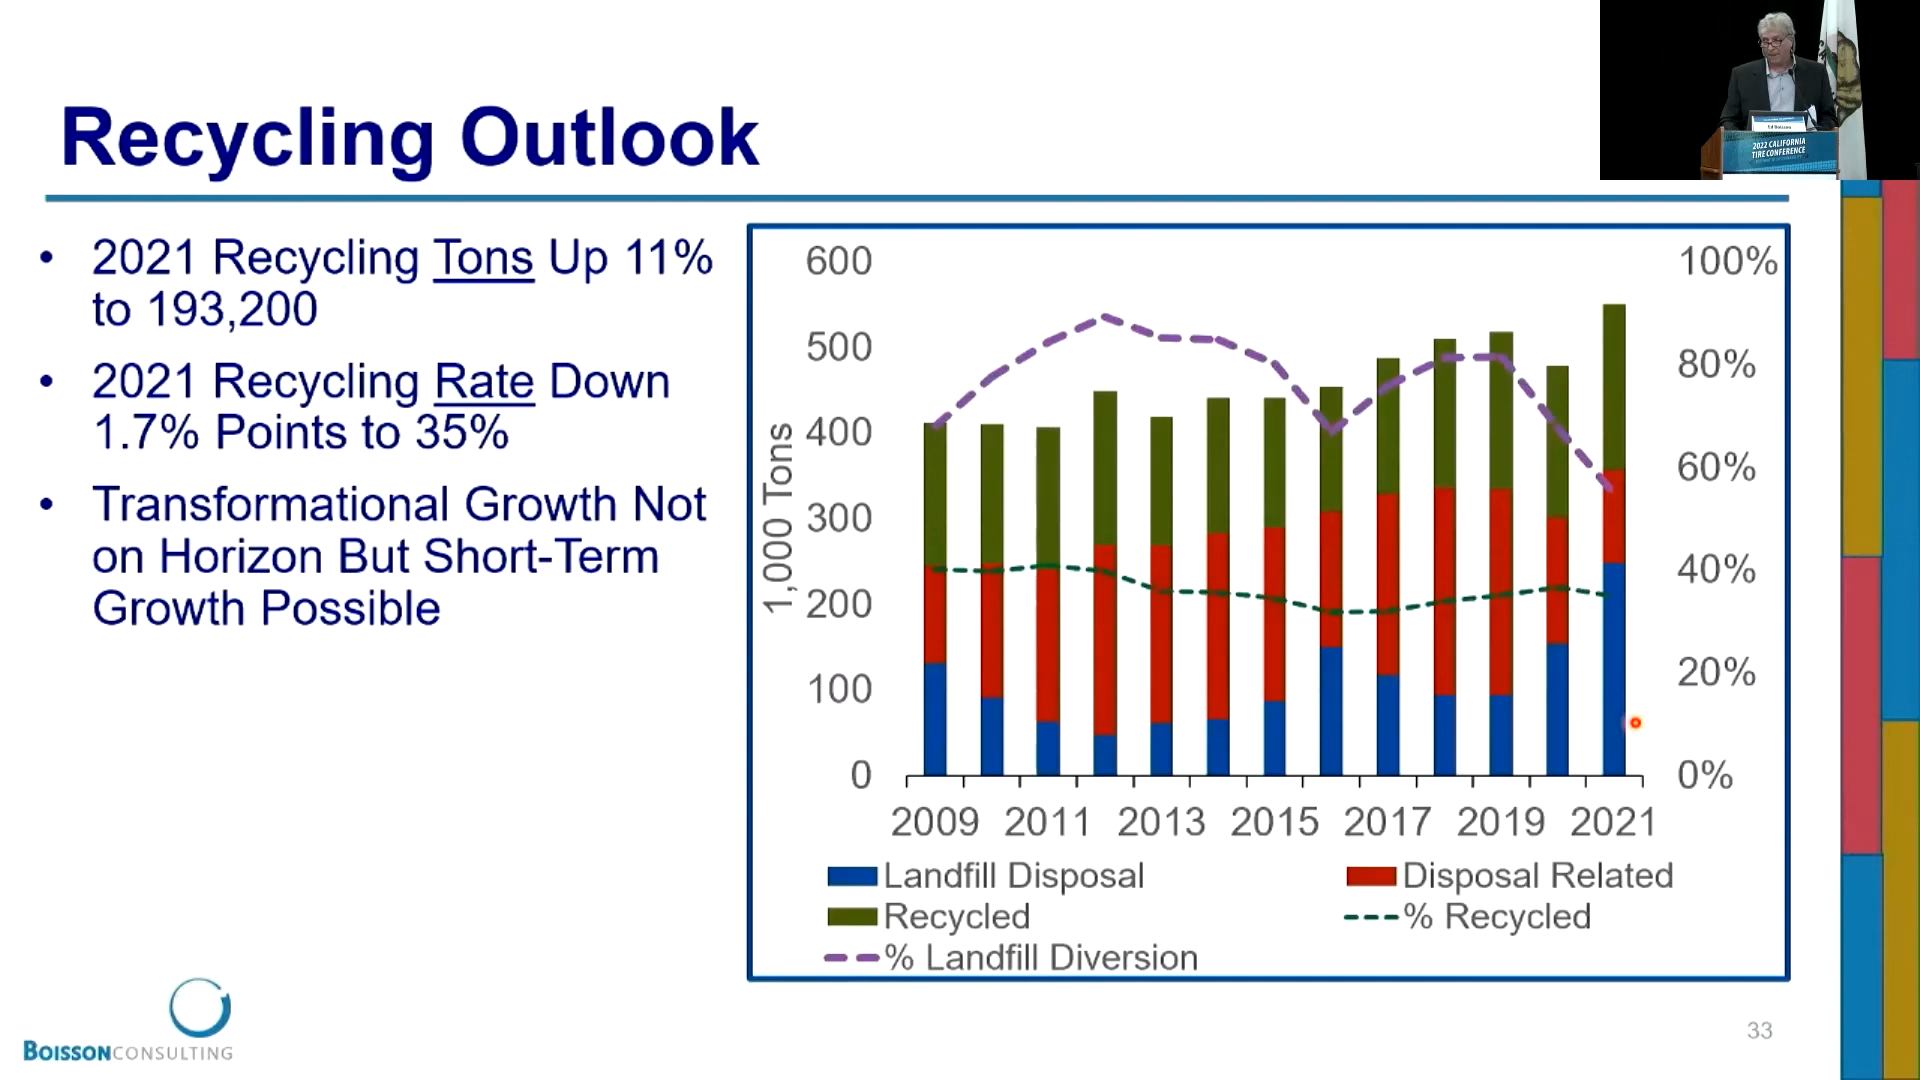 2022 CALIFORNIA
TIRE CONFERENCE
Recycling Outlook
• 2021 Recycling Tons Up 11%
to 193,200
• 2021 Recycling Rate Down
1.7% Points to 35%
• Transformational Growth Not
on Horizon But Short-Term
Growth Possible
1,000 Tons
600
500
400
300
200
100
0
100%
80%
60%
40%
20%
0%
2009 2011 2013 2015 2017 2019 2021
Landfill Disposal
Disposal Related
Recycled
% Recycled
% Landfill Diversion
BOISSONCONSULTING
33